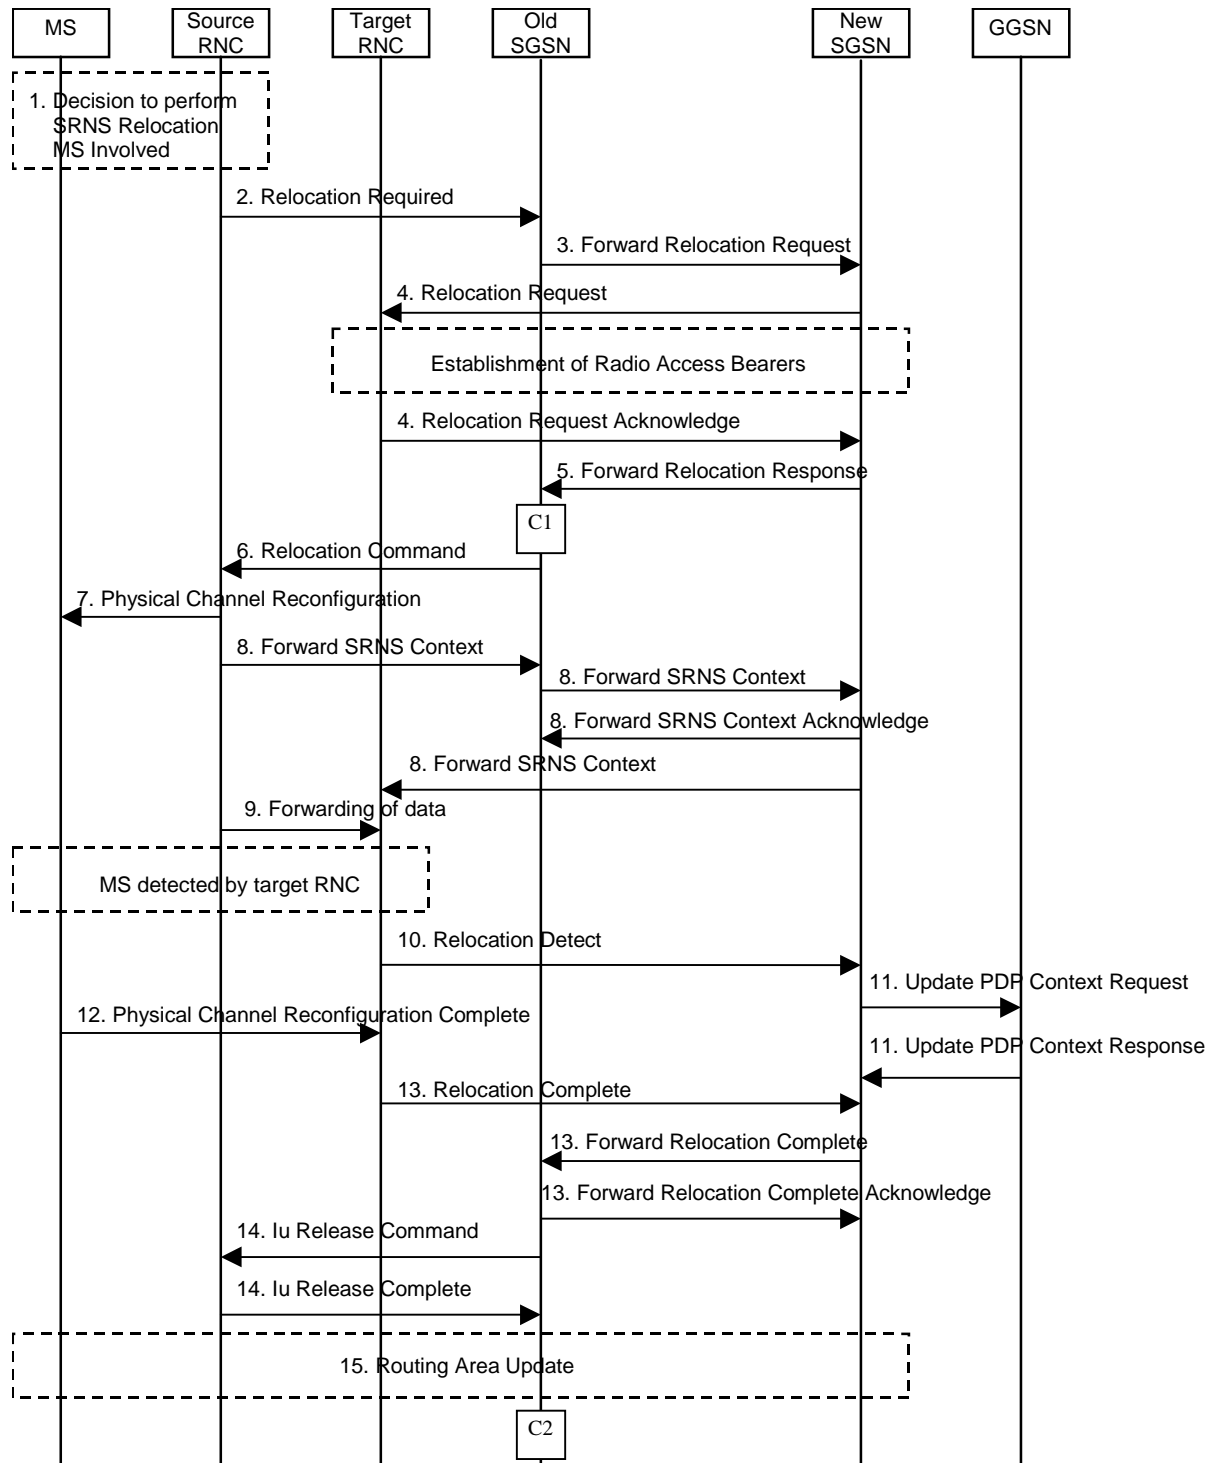 MS
Source
RNC
Target
RNC
Old
SGSN
New
SGSN
GGSN
1. Decision to perform
SRNS Relocation
MS Involved
2. Relocation Required
3. Forward Relocation Request
4. Relocation Request
Establishment of Radio Access Bearers
4. Relocation Request Acknowledge
5. Forward Relocation Response
C1
6. Relocation Command
7. Physical Channel Reconfiguration
8. Forward SRNS Context
8. Forward SRNS Context
8. Forward SRNS Context Acknowledge
8. Forward SRNS Context
9. Forwarding of data
MS detected by target RNC
10. Relocation Detect
11. Update PDP Context Request
12. Physical Channel Reconfiguration Complete
11. Update PDP Context Response
13. Relocation Complete
13. Forward Relocation Complete
13. Forward Relocation Complete Acknowledge
14. Iu Release Command
14. Iu Release Complete
15. Routing Area Update
C2